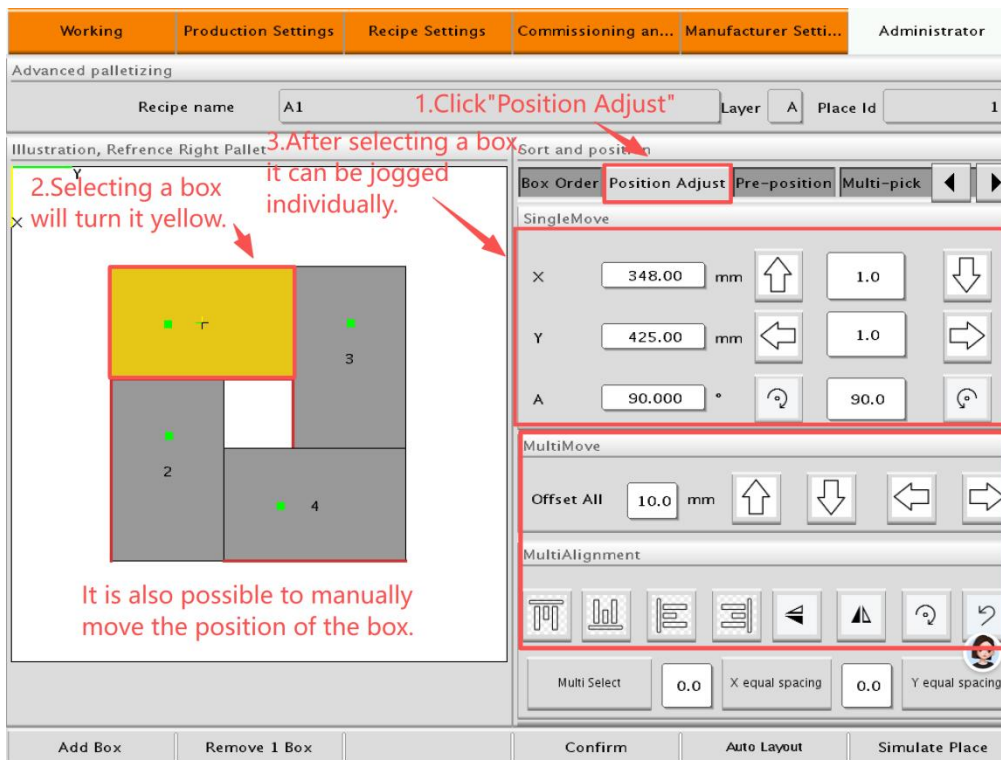 Working Production Settings Recipe Settings Commissioning an... Manufacturer Setti... Administrator
Advanced palletizing
Recipe name A1 Layer A Place Id 1
1.Click"Position Adjust"
Illustration, Refrence Right Pallet
Y
X
2.Selecting a box
will turn it yellow.
3.After selecting a box
it can be jogged
individually.
3
2
4
It is also possible to manually
move the position of the box.
Sort and position
Box Order Position Adjust Pre-position Multi-pick
SingleMove
X 348.00 mm 1.0
Y 425.00 mm 1.0
A 90.000 ° 90.0
MultiMove
Offset All 10.0 mm
MultiAlignment
Multi Select 0.0 X equal spacing 0.0 Y equal spacing
Add Box Remove 1 Box Confirm Auto Layout Simulate Place